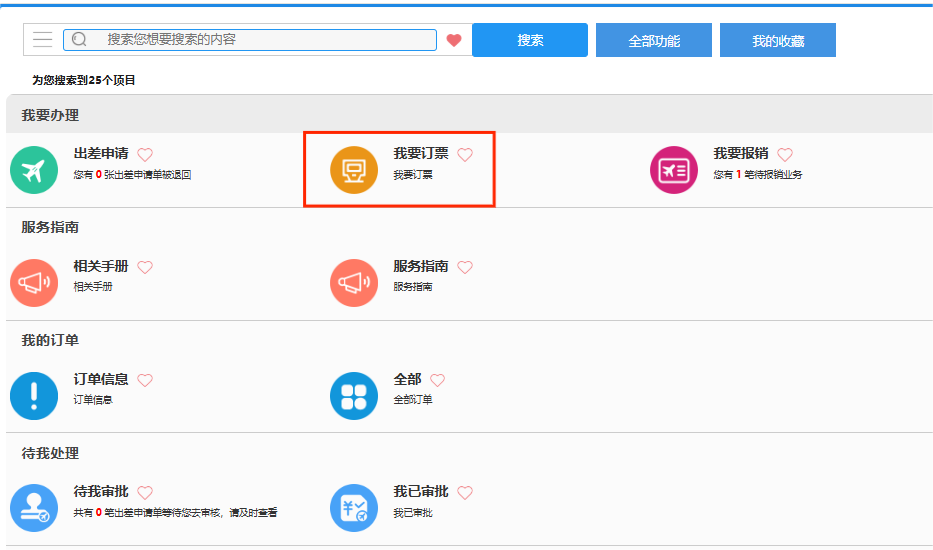 搜索您想要搜索的内容
搜索
全部功能
我的收藏
为您搜索到25个项目
我要办理
出差申请
您有 0 张出差申请单被退回
我要订票
我要订票
我要报销
您有 1 笔待报销业务
服务指南
相关手册
相关手册
服务指南
服务指南
我的订单
订单信息
订单信息
全部
全部订单
待我处理
待我审批
共有 0 笔出差申请单等待您去审核，请及时查看
我已审批
我已审批